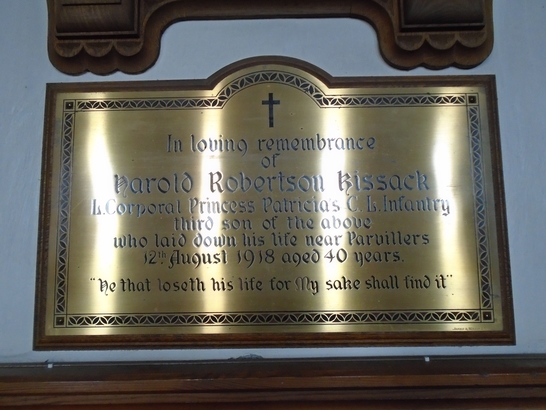 In loving remembrance
of
Harold Robertson Kissack
L.Corporal Princess Patricia's C. L. Infantry
third son of the above
who laid down his life near Parvillers
12th August 1918 aged 40 years.
"He that loseth his life for My sake shall find it"